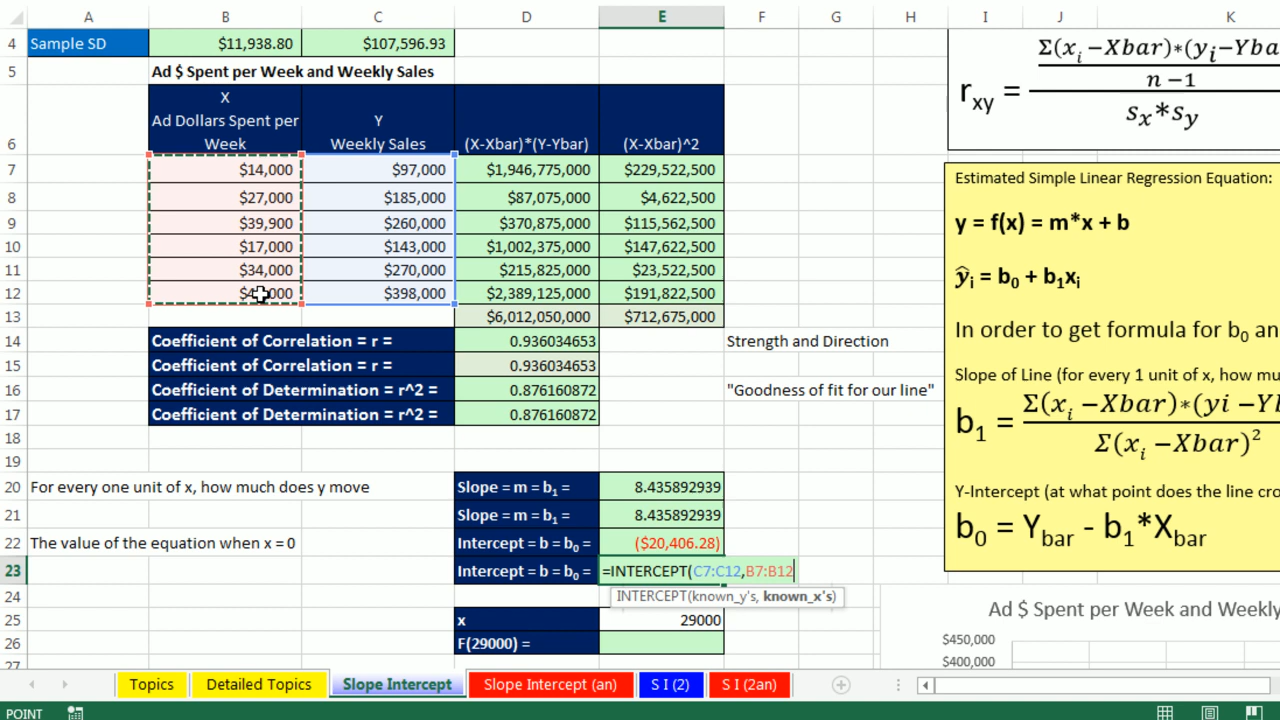 A B C D E F G H I J K
4 Sample SD $11,938.80 $107,596.93
5 Ad $ Spent per Week and Weekly Sales
X
Ad Dollars Spent per Y
6 Week Weekly Sales (X-Xbar)*(Y-Ybar) (X-Xbar)^2
7 $14,000 $97,000 $1,946,775,000 $229,522,500
8 $27,000 $185,000 $87,075,000 $4,622,500
9 $39,900 $260,000 $370,875,000 $115,562,500
10 $17,000 $143,000 $1,002,375,000 $147,622,500
11 $34,000 $270,000 $215,825,000 $23,522,500
12 $398,000 $2,389,125,000 $191,822,500
13 $6,012,050,000 $712,675,000
14 Coefficient of Correlation = r = 0.936034653 Strength and Direction
15 Coefficient of Correlation = r = 0.936034653
16 Coefficient of Determination = r^2 = 0.876160872 "Goodness of fit for our line"
17 Coefficient of Determination = r^2 = 0.876160872
18
19
20 For every one unit of x, how much does y move Slope = m = b1 = 8.435892939
21 Slope = m = b1 = 8.435892939
22 The value of the equation when x = 0 Intercept = b = b0 = ($20,406.28)
23 Intercept = b = b0 = =INTERCEPT(C7:C12,B7:B12
24 INTERCEPT(known_y's, known_x's)
25 x 29000
26 F(29000) =
27
rxy = Σ(xi −Xbar)∗(yi−Yba
n −1
sx*sy
Estimated Simple Linear Regression Equation:
y = f(x) = m*x + b
ŷi = b0 + b1xi
In order to get formula for b0 an
Slope of Line (for every 1 unit of x, how mu
b1 = Σ(xi −Xbar)∗(yi −Yb
Σ(xi −Xbar)²
Y-Intercept (at what point does the line cro
b0 = Ybar - b1*Xbar
Ad $ Spent per Week and Weekly
$450,000
$400,000
Topics Detailed Topics Slope Intercept Slope Intercept (an) S I (2) S I (2an)
POINT